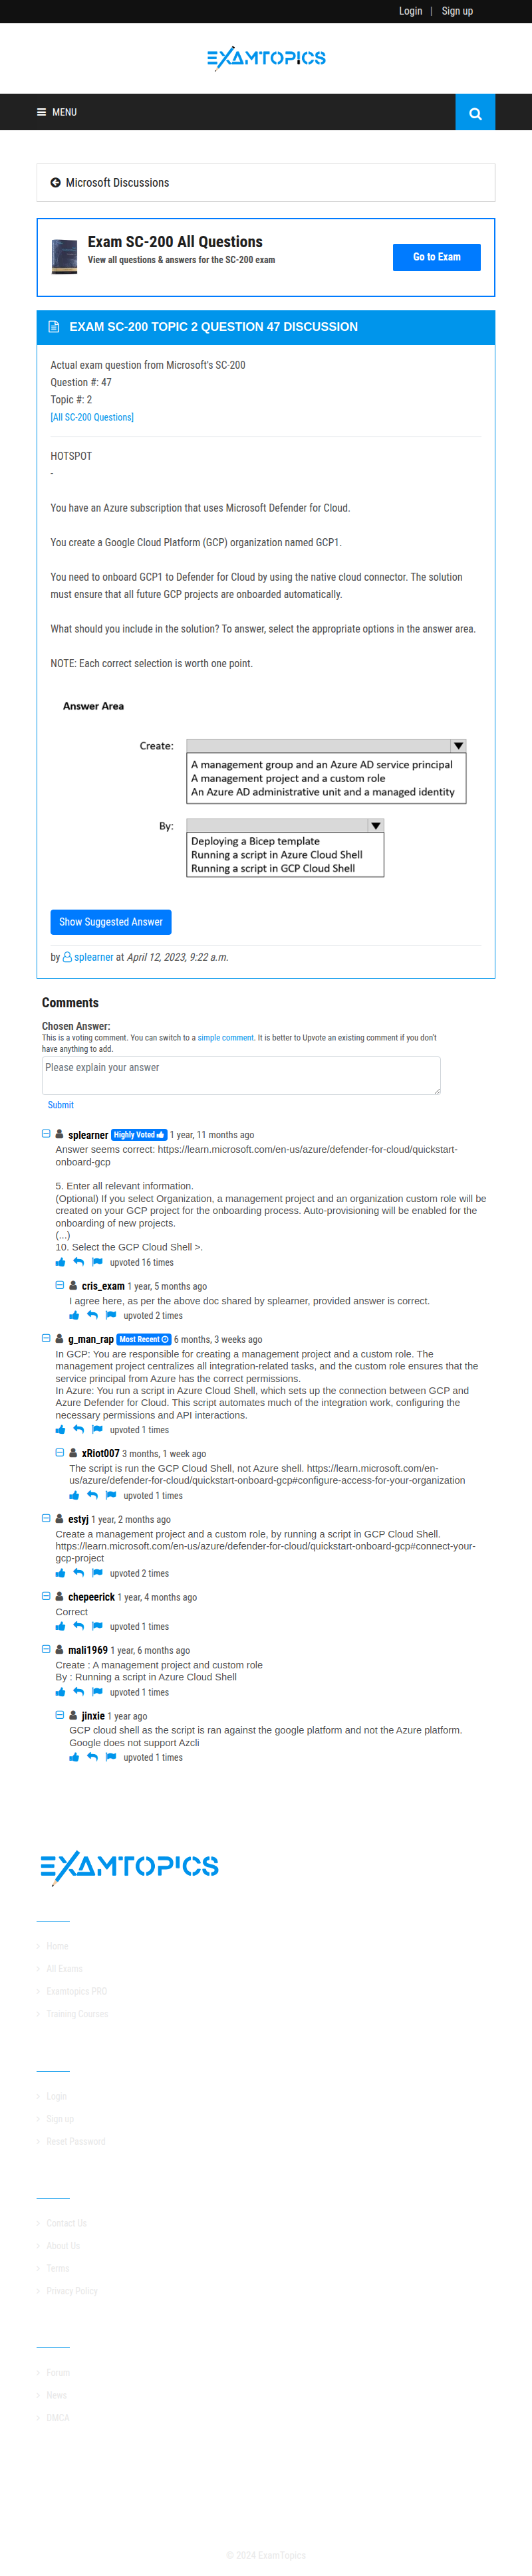 Login | Sign up
EXAMTOPICS
MENU
Microsoft Discussions
Exam SC-200 All Questions
View all questions & answers for the SC-200 exam
Go to Exam
EXAM SC-200 TOPIC 2 QUESTION 47 DISCUSSION
Actual exam question from Microsoft's SC-200
Question #: 47
Topic #: 2
[All SC-200 Questions]
HOTSPOT
-
You have an Azure subscription that uses Microsoft Defender for Cloud.
You create a Google Cloud Platform (GCP) organization named GCP1.
You need to onboard GCP1 to Defender for Cloud by using the native cloud connector. The solution
must ensure that all future GCP projects are onboarded automatically.
What should you include in the solution? To answer, select the appropriate options in the answer area.
NOTE: Each correct selection is worth one point.
Answer Area
Create:
A management group and an Azure AD service principal
A management project and a custom role
An Azure AD administrative unit and a managed identity
By:
Deploying a Bicep template
Running a script in Azure Cloud Shell
Running a script in GCP Cloud Shell
Show Suggested Answer
by splearner at April 12, 2023, 9:22 a.m.
Comments
Chosen Answer:
This is a voting comment. You can switch to a simple comment. It is better to Upvote an existing comment if you don't
have anything to add.
Please explain your answer
Submit
splearner Highly Voted 1 year, 11 months ago
Answer seems correct: https://learn.microsoft.com/en-us/azure/defender-for-cloud/quickstart-
onboard-gcp
5. Enter all relevant information.
(Optional) If you select Organization, a management project and an organization custom role will be
created on your GCP project for the onboarding process. Auto-provisioning will be enabled for the
onboarding of new projects.
(...)
10. Select the GCP Cloud Shell >.
upvoted 16 times
cris_exam 1 year, 5 months ago
I agree here, as per the above doc shared by splearner, provided answer is correct.
upvoted 2 times
g_man_rap Most Recent 6 months, 3 weeks ago
In GCP: You are responsible for creating a management project and a custom role. The
management project centralizes all integration-related tasks, and the custom role ensures that the
service principal from Azure has the correct permissions.
In Azure: You run a script in Azure Cloud Shell, which sets up the connection between GCP and
Azure Defender for Cloud. This script automates much of the integration work, configuring the
necessary permissions and API interactions.
upvoted 1 times
xRiot007 3 months, 1 week ago
The script is run the GCP Cloud Shell, not Azure shell. https://learn.microsoft.com/en-
us/azure/defender-for-cloud/quickstart-onboard-gcp#configure-access-for-your-organization
upvoted 1 times
estyj 1 year, 2 months ago
Create a management project and a custom role, by running a script in GCP Cloud Shell.
https://learn.microsoft.com/en-us/azure/defender-for-cloud/quickstart-onboard-gcp#connect-your-
gcp-project
upvoted 2 times
chepeerick 1 year, 4 months ago
Correct
upvoted 1 times
mali1969 1 year, 6 months ago
Create : A management project and custom role
By : Running a script in Azure Cloud Shell
upvoted 1 times
jinxie 1 year ago
GCP cloud shell as the script is ran against the google platform and not the Azure platform.
Google does not support Azcli
upvoted 1 times
EXAMTOPICS
Home
All Exams
Examtopics PRO
Training Courses
Login
Sign up
Reset Password
Contact Us
About Us
Terms
Privacy Policy
Forum
News
DMCA
© 2024 ExamTopics